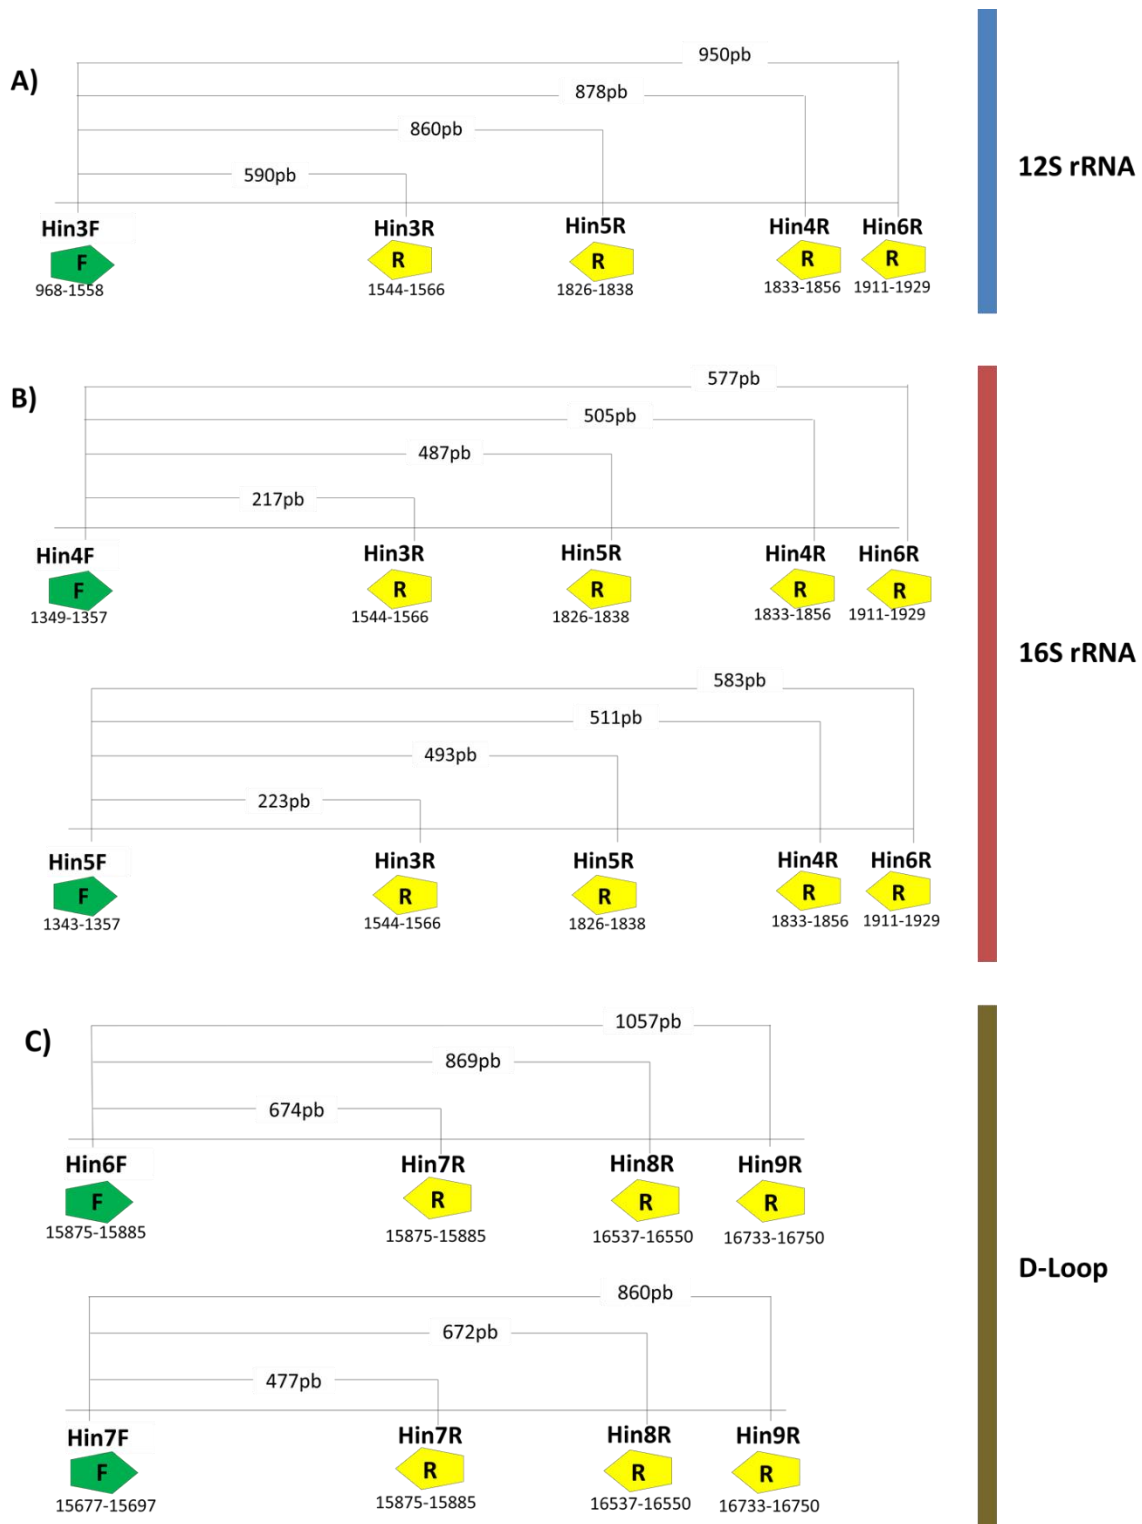 A)
950pb
878pb
860pb
590pb
12S rRNA
Hin3F Hin3R Hin5R Hin4R Hin6R
F R R R R
968-1558 1544-1566 1826-1838 1833-1856 1911-1929
B)
577pb
505pb
487pb
217pb
Hin4F Hin3R Hin5R Hin4R Hin6R
F R R R R
1349-1357 1544-1566 1826-1838 1833-1856 1911-1929
16S rRNA
583pb
511pb
493pb
223pb
Hin5F Hin3R Hin5R Hin4R Hin6R
F R R R R
1343-1357 1544-1566 1826-1838 1833-1856 1911-1929
C)
1057pb
869pb
674pb
Hin6F Hin7R Hin8R Hin9R
F R R R
15875-15885 15875-15885 16537-16550 16733-16750
D-Loop
860pb
672pb
477pb
Hin7F Hin7R Hin8R Hin9R
F R R R
15677-15697 15875-15885 16537-16550 16733-16750